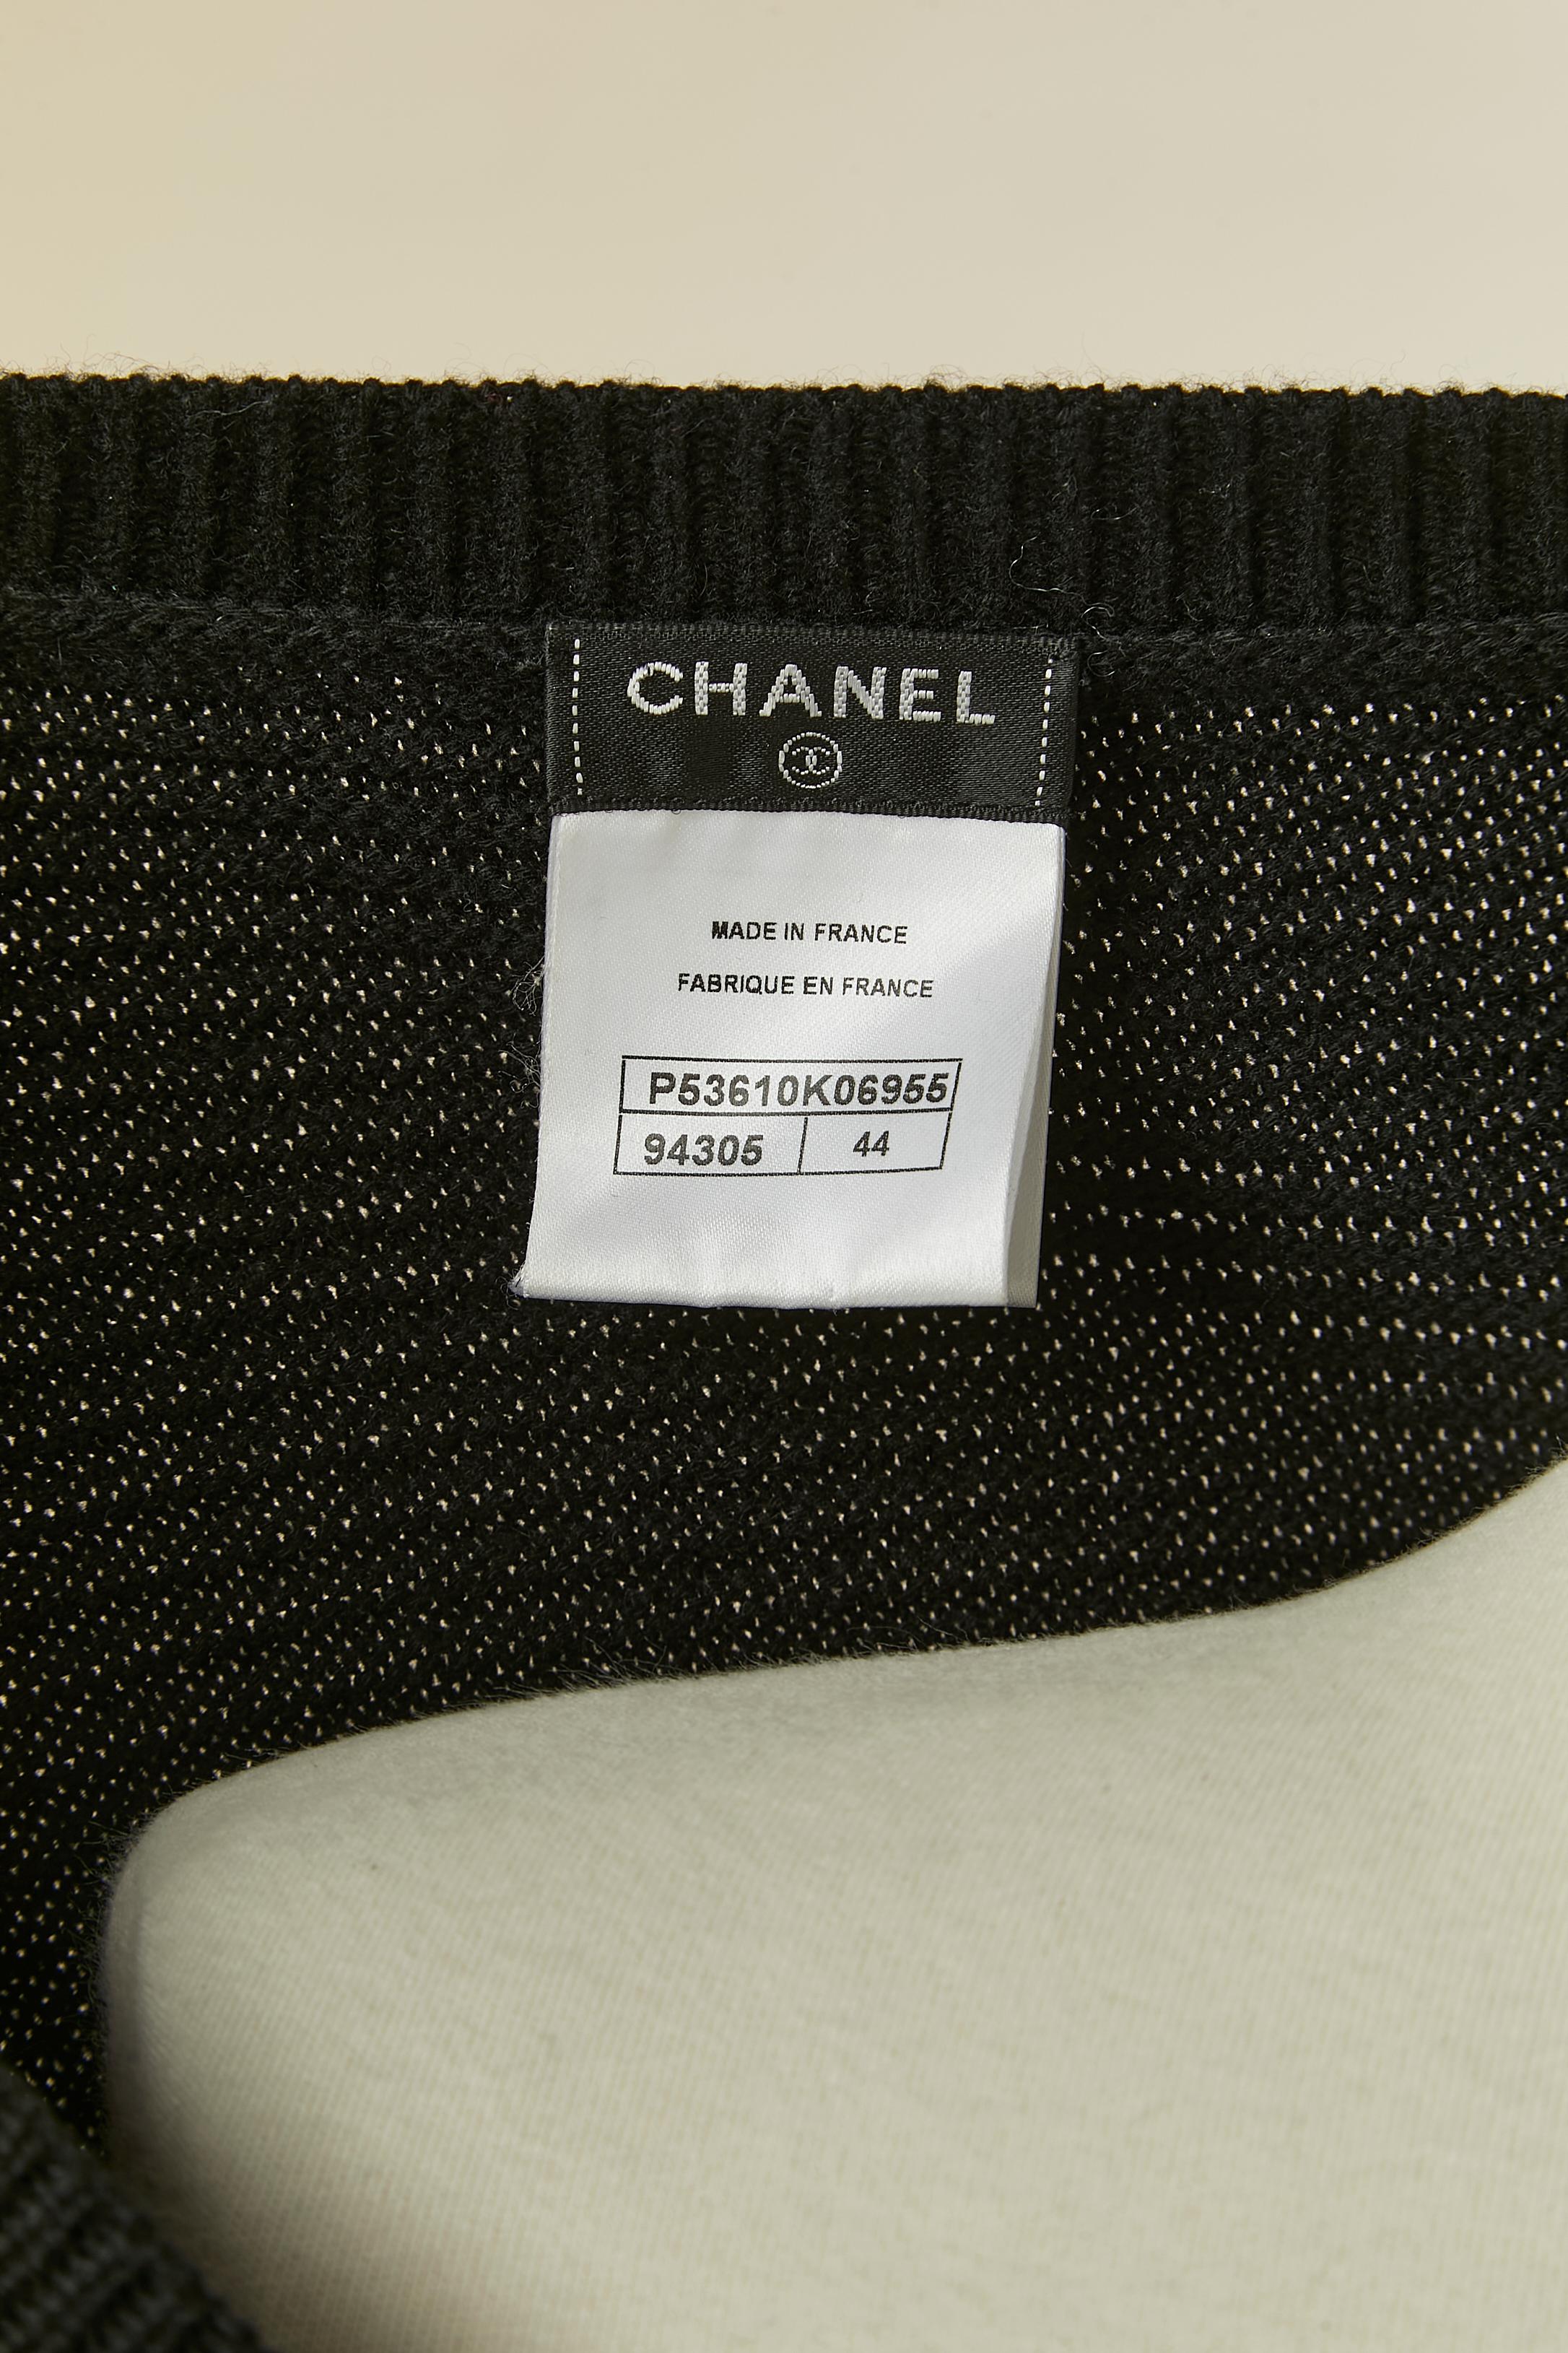 CHANEL
MADE IN FRANCE
FABRIQUE EN FRANCE
P53610K06955
94305 44